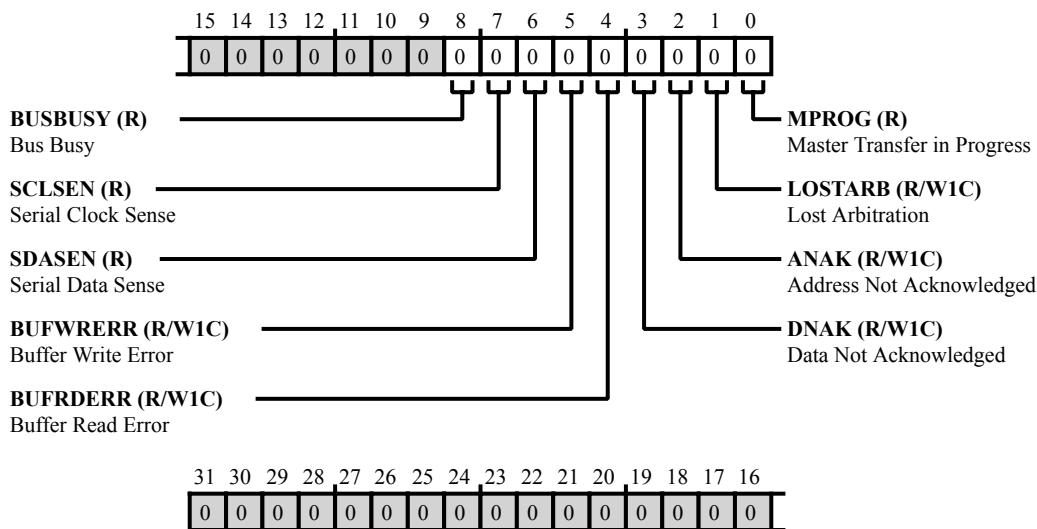 15 14 13 12 11 10 9 8 7 6 5 4 3 2 1 0
0 0 0 0 0 0 0 0 0 0 0 0 0 0 0 0
BUSBUSY (R)
Bus Busy
SCLSEN (R)
Serial Clock Sense
SDASEN (R)
Serial Data Sense
BUFWRERR (R/W1C)
Buffer Write Error
BUFRDERR (R/W1C)
Buffer Read Error
MPROG (R)
Master Transfer in Progress
LOSTARB (R/W1C)
Lost Arbitration
ANAK (R/W1C)
Address Not Acknowledged
DNAK (R/W1C)
Data Not Acknowledged
31 30 29 28 27 26 25 24 23 22 21 20 19 18 17 16
0 0 0 0 0 0 0 0 0 0 0 0 0 0 0 0